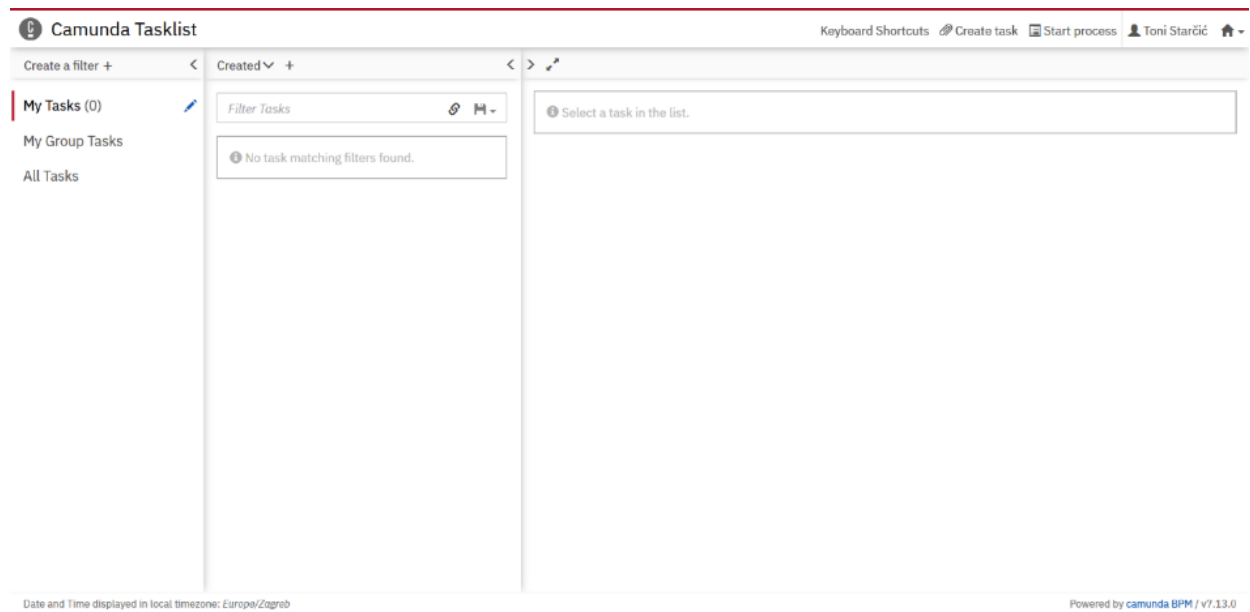 Camunda Tasklist
Keyboard Shortcuts Create task Start process Toni Starčić
Create a filter +
Created +
My Tasks (0)
My Group Tasks
All Tasks
Filter Tasks
No task matching filters found.
Select a task in the list.
Date and Time displayed in local timezone: Europe/Zagreb
Powered by camunda BPM / v7.13.0